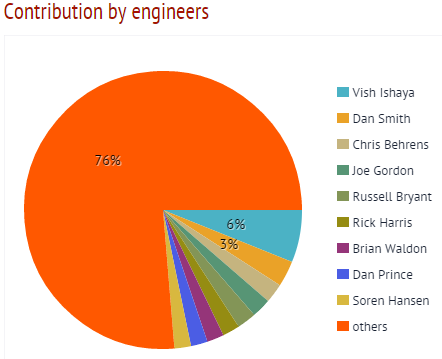 Contribution by engineers
76%
6%
3%
Vish Ishaya
Dan Smith
Chris Behrens
Joe Gordon
Russell Bryant
Rick Harris
Brian Waldon
Dan Prince
Soren Hansen
others